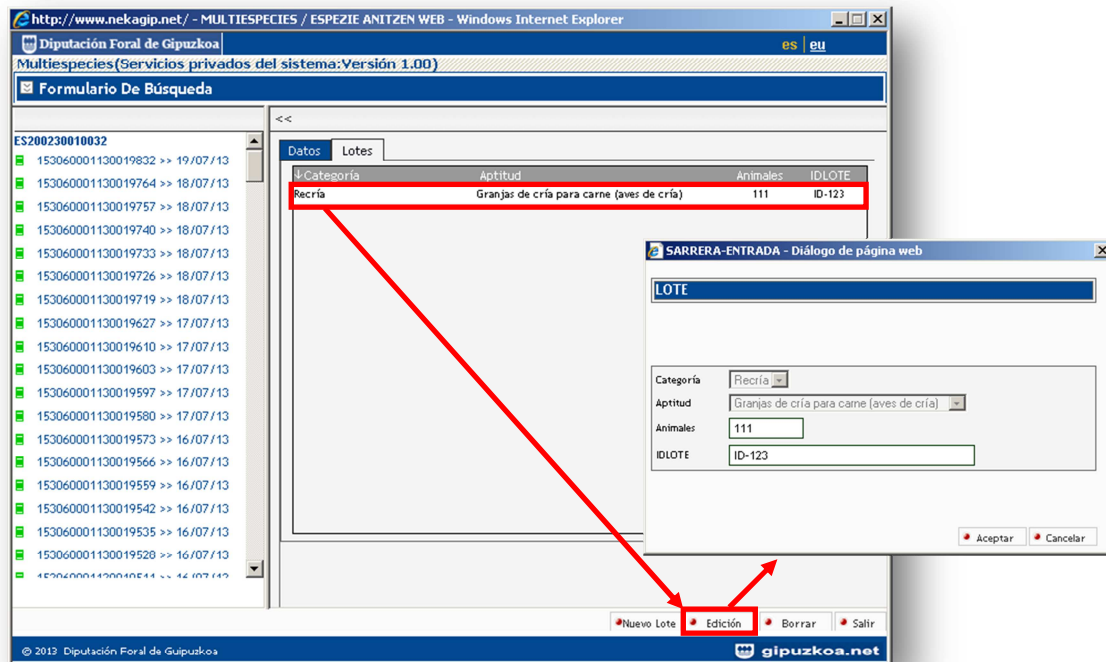 http://www.nekagip.net/ - MULTIESPECIES / ESPEZIE ANITZEN WEB - Windows Internet Explorer
Diputación Foral de Gipuzkoa
es | eu
Multiespecies(Servicios privados del sistema:Versión 1.00)
Formulario De Búsqueda
<<
ES200230010032
153060001130019832 >> 19/07/13
153060001130019764 >> 18/07/13
153060001130019757 >> 18/07/13
153060001130019740 >> 18/07/13
153060001130019733 >> 18/07/13
153060001130019726 >> 18/07/13
153060001130019719 >> 18/07/13
153060001130019627 >> 17/07/13
153060001130019610 >> 17/07/13
153060001130019603 >> 17/07/13
153060001130019597 >> 17/07/13
153060001130019580 >> 17/07/13
153060001130019573 >> 16/07/13
153060001130019566 >> 16/07/13
153060001130019559 >> 16/07/13
153060001130019542 >> 16/07/13
153060001130019535 >> 16/07/13
153060001130019528 >> 16/07/13
Datos Lotes
↓Categoría Aptitud Animales IDLOTE
Recría Granjas de cría para carne (aves de cría) 111 ID-123
SARRERA-ENTRADA - Diálogo de página web
LOTE
Categoría Recría
Aptitud Granjas de cría para carne (aves de cría)
Animales 111
IDLOTE ID-123
Aceptar Cancelar
Nuevo Lote Edición Borrar Salir
© 2013 Diputación Foral de Guipuzkoa
gipuzkoa.net